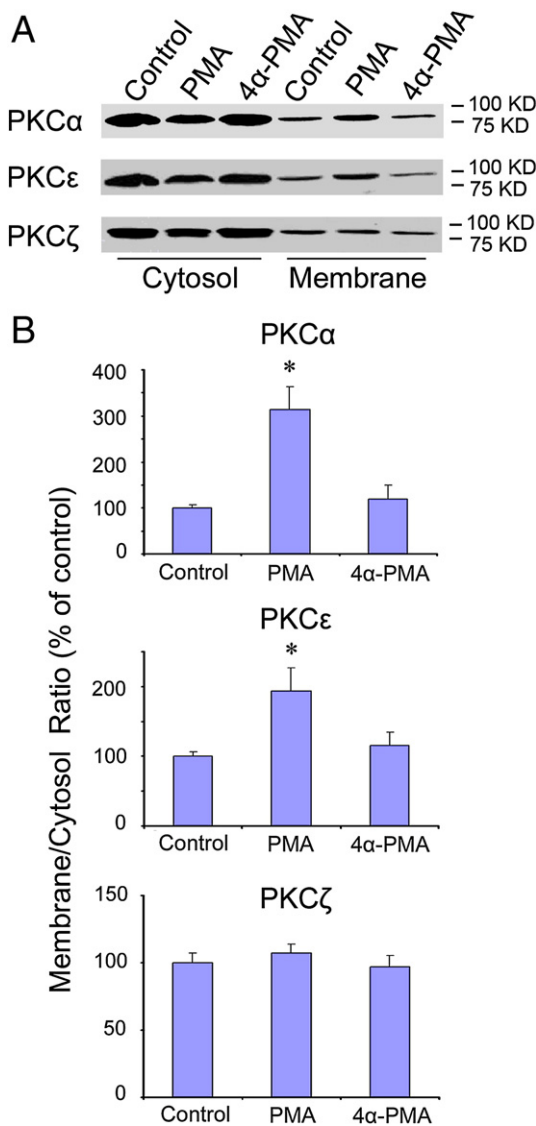 A
Control PMA 4α-PMA Control PMA 4α-PMA
PKCα
– 100 KD
– 75 KD
PKCε
– 100 KD
– 75 KD
PKCζ
– 100 KD
– 75 KD
Cytosol Membrane
B
Membrane/Cytosol Ratio (% of control)
PKCα
400
300
200
100
0
*
Control PMA 4α-PMA
PKCε
200
100
0
*
Control PMA 4α-PMA
PKCζ
150
100
50
0
Control PMA 4α-PMA